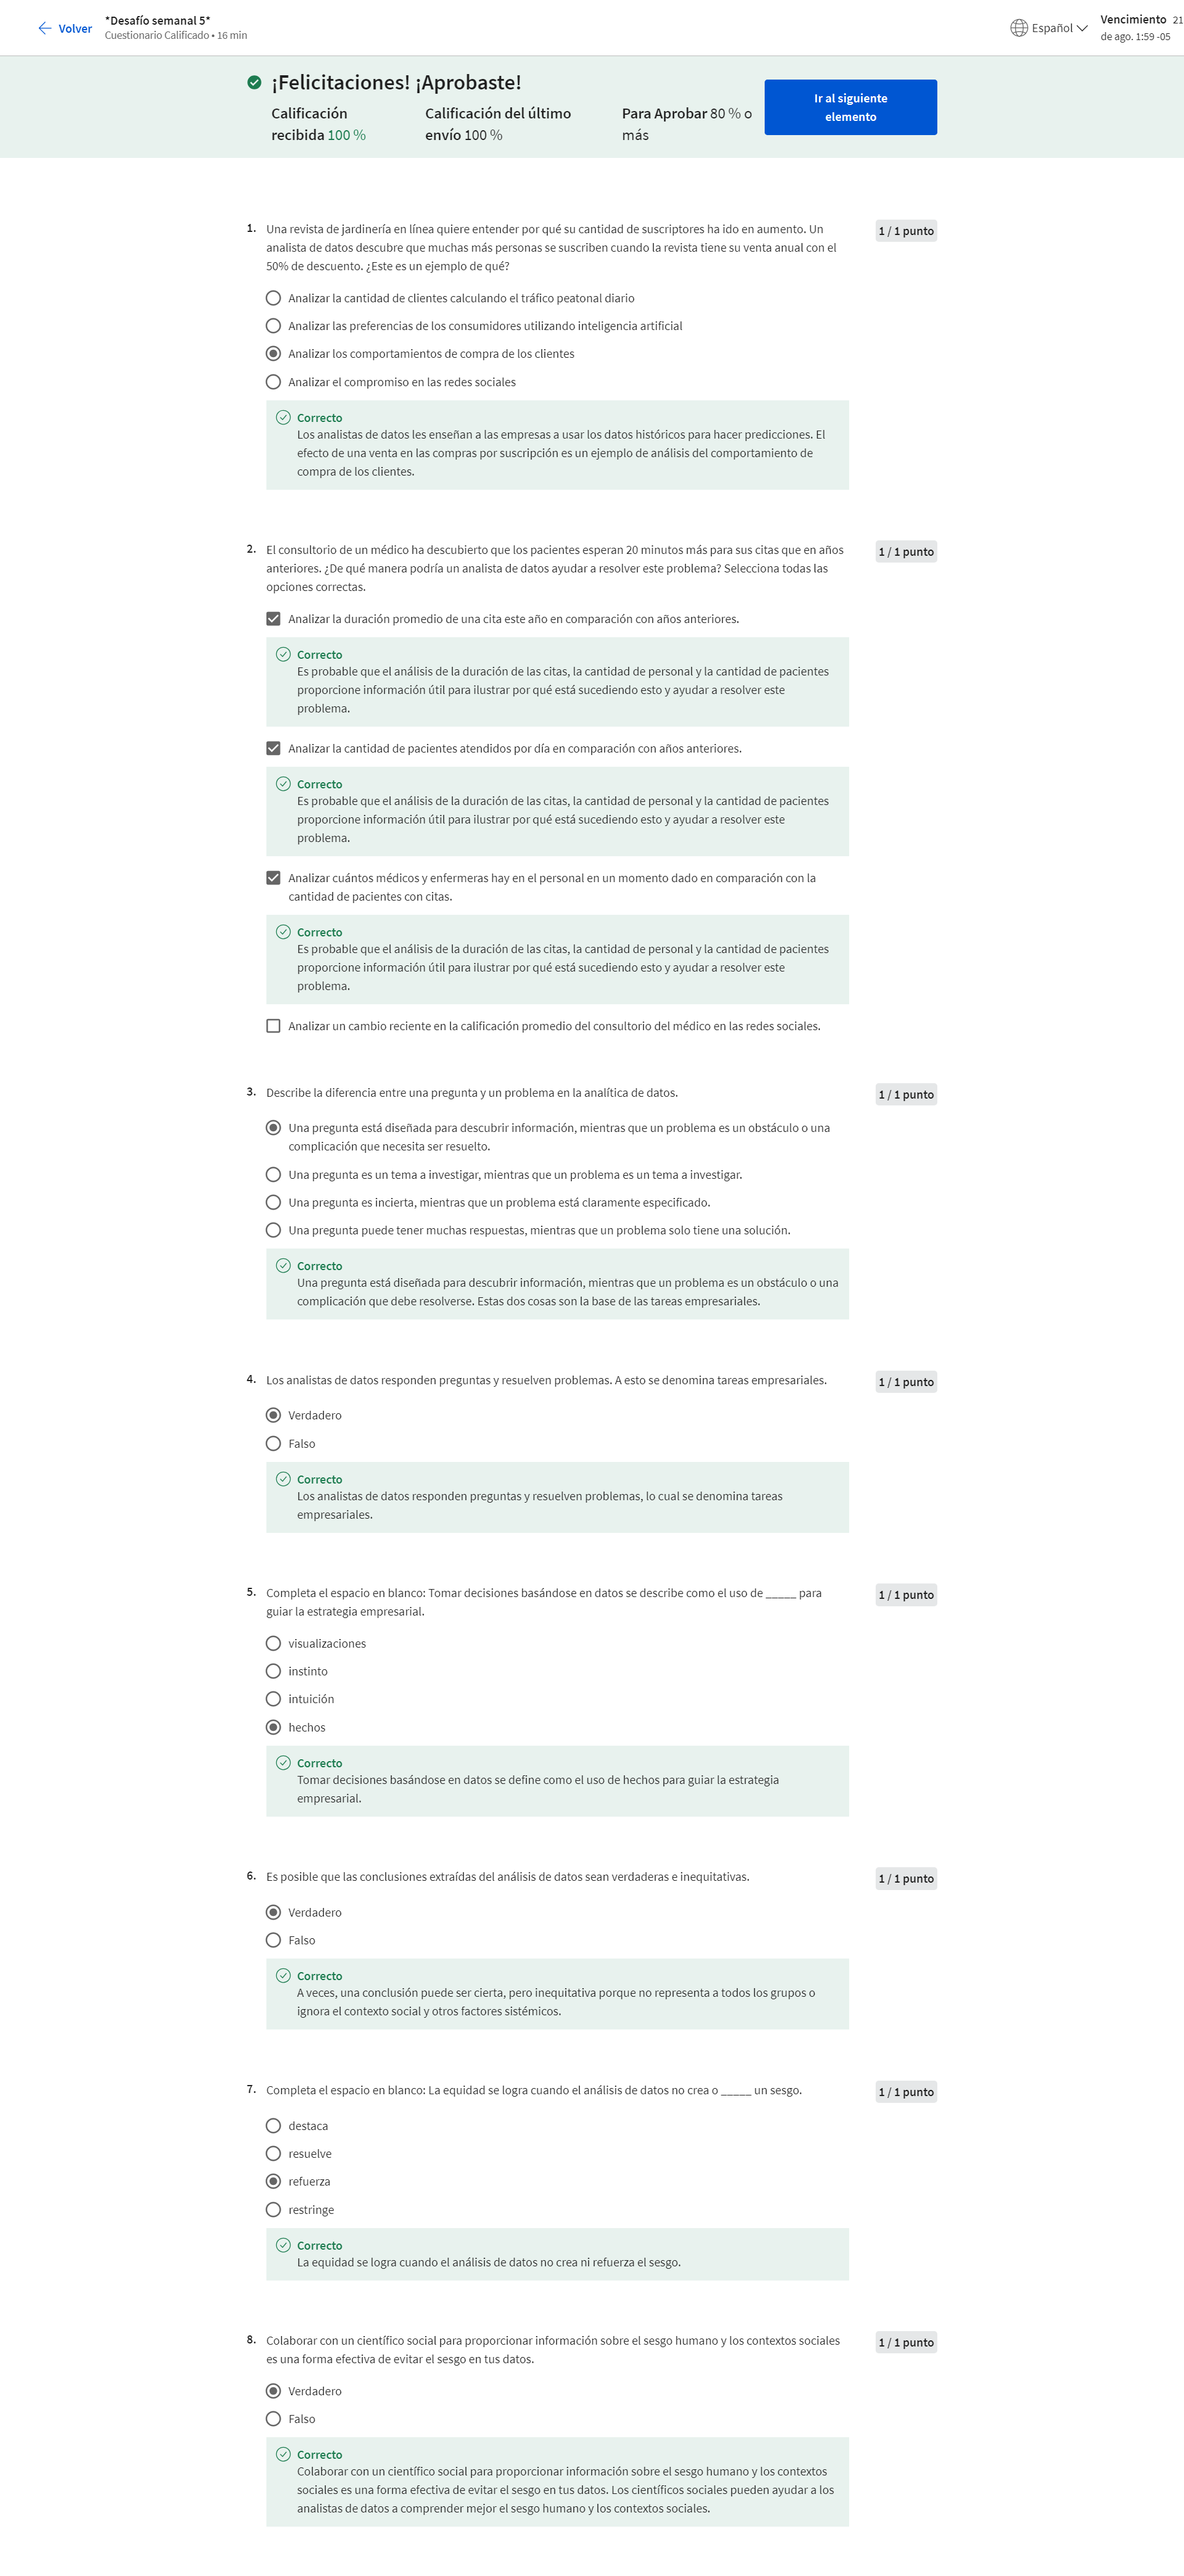 Volver
*Desafío semanal 5*
Cuestionario Calificado • 16 min
Español
Vencimiento 21
de ago. 1:59 -05
¡Felicitaciones! ¡Aprobaste!
Calificación
recibida 100 %
Calificación del último
envío 100 %
Para Aprobar 80 % o
más
Ir al siguiente
elemento
1. Una revista de jardinería en línea quiere entender por qué su cantidad de suscriptores ha ido en aumento. Un
analista de datos descubre que muchas más personas se suscriben cuando la revista tiene su venta anual con el
50% de descuento. ¿Este es un ejemplo de qué?
1 / 1 punto
Analizar la cantidad de clientes calculando el tráfico peatonal diario
Analizar las preferencias de los consumidores utilizando inteligencia artificial
Analizar los comportamientos de compra de los clientes
Analizar el compromiso en las redes sociales
Correcto
Los analistas de datos les enseñan a las empresas a usar los datos históricos para hacer predicciones. El
efecto de una venta en las compras por suscripción es un ejemplo de análisis del comportamiento de
compra de los clientes.
2. El consultorio de un médico ha descubierto que los pacientes esperan 20 minutos más para sus citas que en años
anteriores. ¿De qué manera podría un analista de datos ayudar a resolver este problema? Selecciona todas las
opciones correctas.
1 / 1 punto
Analizar la duración promedio de una cita este año en comparación con años anteriores.
Correcto
Es probable que el análisis de la duración de las citas, la cantidad de personal y la cantidad de pacientes
proporcione información útil para ilustrar por qué está sucediendo esto y ayudar a resolver este
problema.
Analizar la cantidad de pacientes atendidos por día en comparación con años anteriores.
Correcto
Es probable que el análisis de la duración de las citas, la cantidad de personal y la cantidad de pacientes
proporcione información útil para ilustrar por qué está sucediendo esto y ayudar a resolver este
problema.
Analizar cuántos médicos y enfermeras hay en el personal en un momento dado en comparación con la
cantidad de pacientes con citas.
Correcto
Es probable que el análisis de la duración de las citas, la cantidad de personal y la cantidad de pacientes
proporcione información útil para ilustrar por qué está sucediendo esto y ayudar a resolver este
problema.
Analizar un cambio reciente en la calificación promedio del consultorio del médico en las redes sociales.
3. Describe la diferencia entre una pregunta y un problema en la analítica de datos.
1 / 1 punto
Una pregunta está diseñada para descubrir información, mientras que un problema es un obstáculo o una
complicación que necesita ser resuelto.
Una pregunta es un tema a investigar, mientras que un problema es un tema a investigar.
Una pregunta es incierta, mientras que un problema está claramente especificado.
Una pregunta puede tener muchas respuestas, mientras que un problema solo tiene una solución.
Correcto
Una pregunta está diseñada para descubrir información, mientras que un problema es un obstáculo o una
complicación que debe resolverse. Estas dos cosas son la base de las tareas empresariales.
4. Los analistas de datos responden preguntas y resuelven problemas. A esto se denomina tareas empresariales.
1 / 1 punto
Verdadero
Falso
Correcto
Los analistas de datos responden preguntas y resuelven problemas, lo cual se denomina tareas
empresariales.
5. Completa el espacio en blanco: Tomar decisiones basándose en datos se describe como el uso de _____ para
guiar la estrategia empresarial.
1 / 1 punto
visualizaciones
instinto
intuición
hechos
Correcto
Tomar decisiones basándose en datos se define como el uso de hechos para guiar la estrategia
empresarial.
6. Es posible que las conclusiones extraídas del análisis de datos sean verdaderas e inequitativas.
1 / 1 punto
Verdadero
Falso
Correcto
A veces, una conclusión puede ser cierta, pero inequitativa porque no representa a todos los grupos o
ignora el contexto social y otros factores sistémicos.
7. Completa el espacio en blanco: La equidad se logra cuando el análisis de datos no crea o _____ un sesgo.
1 / 1 punto
destaca
resuelve
refuerza
restringe
Correcto
La equidad se logra cuando el análisis de datos no crea ni refuerza el sesgo.
8. Colaborar con un científico social para proporcionar información sobre el sesgo humano y los contextos sociales
es una forma efectiva de evitar el sesgo en tus datos.
1 / 1 punto
Verdadero
Falso
Correcto
Colaborar con un científico social para proporcionar información sobre el sesgo humano y los contextos
sociales es una forma efectiva de evitar el sesgo en tus datos. Los científicos sociales pueden ayudar a los
analistas de datos a comprender mejor el sesgo humano y los contextos sociales.